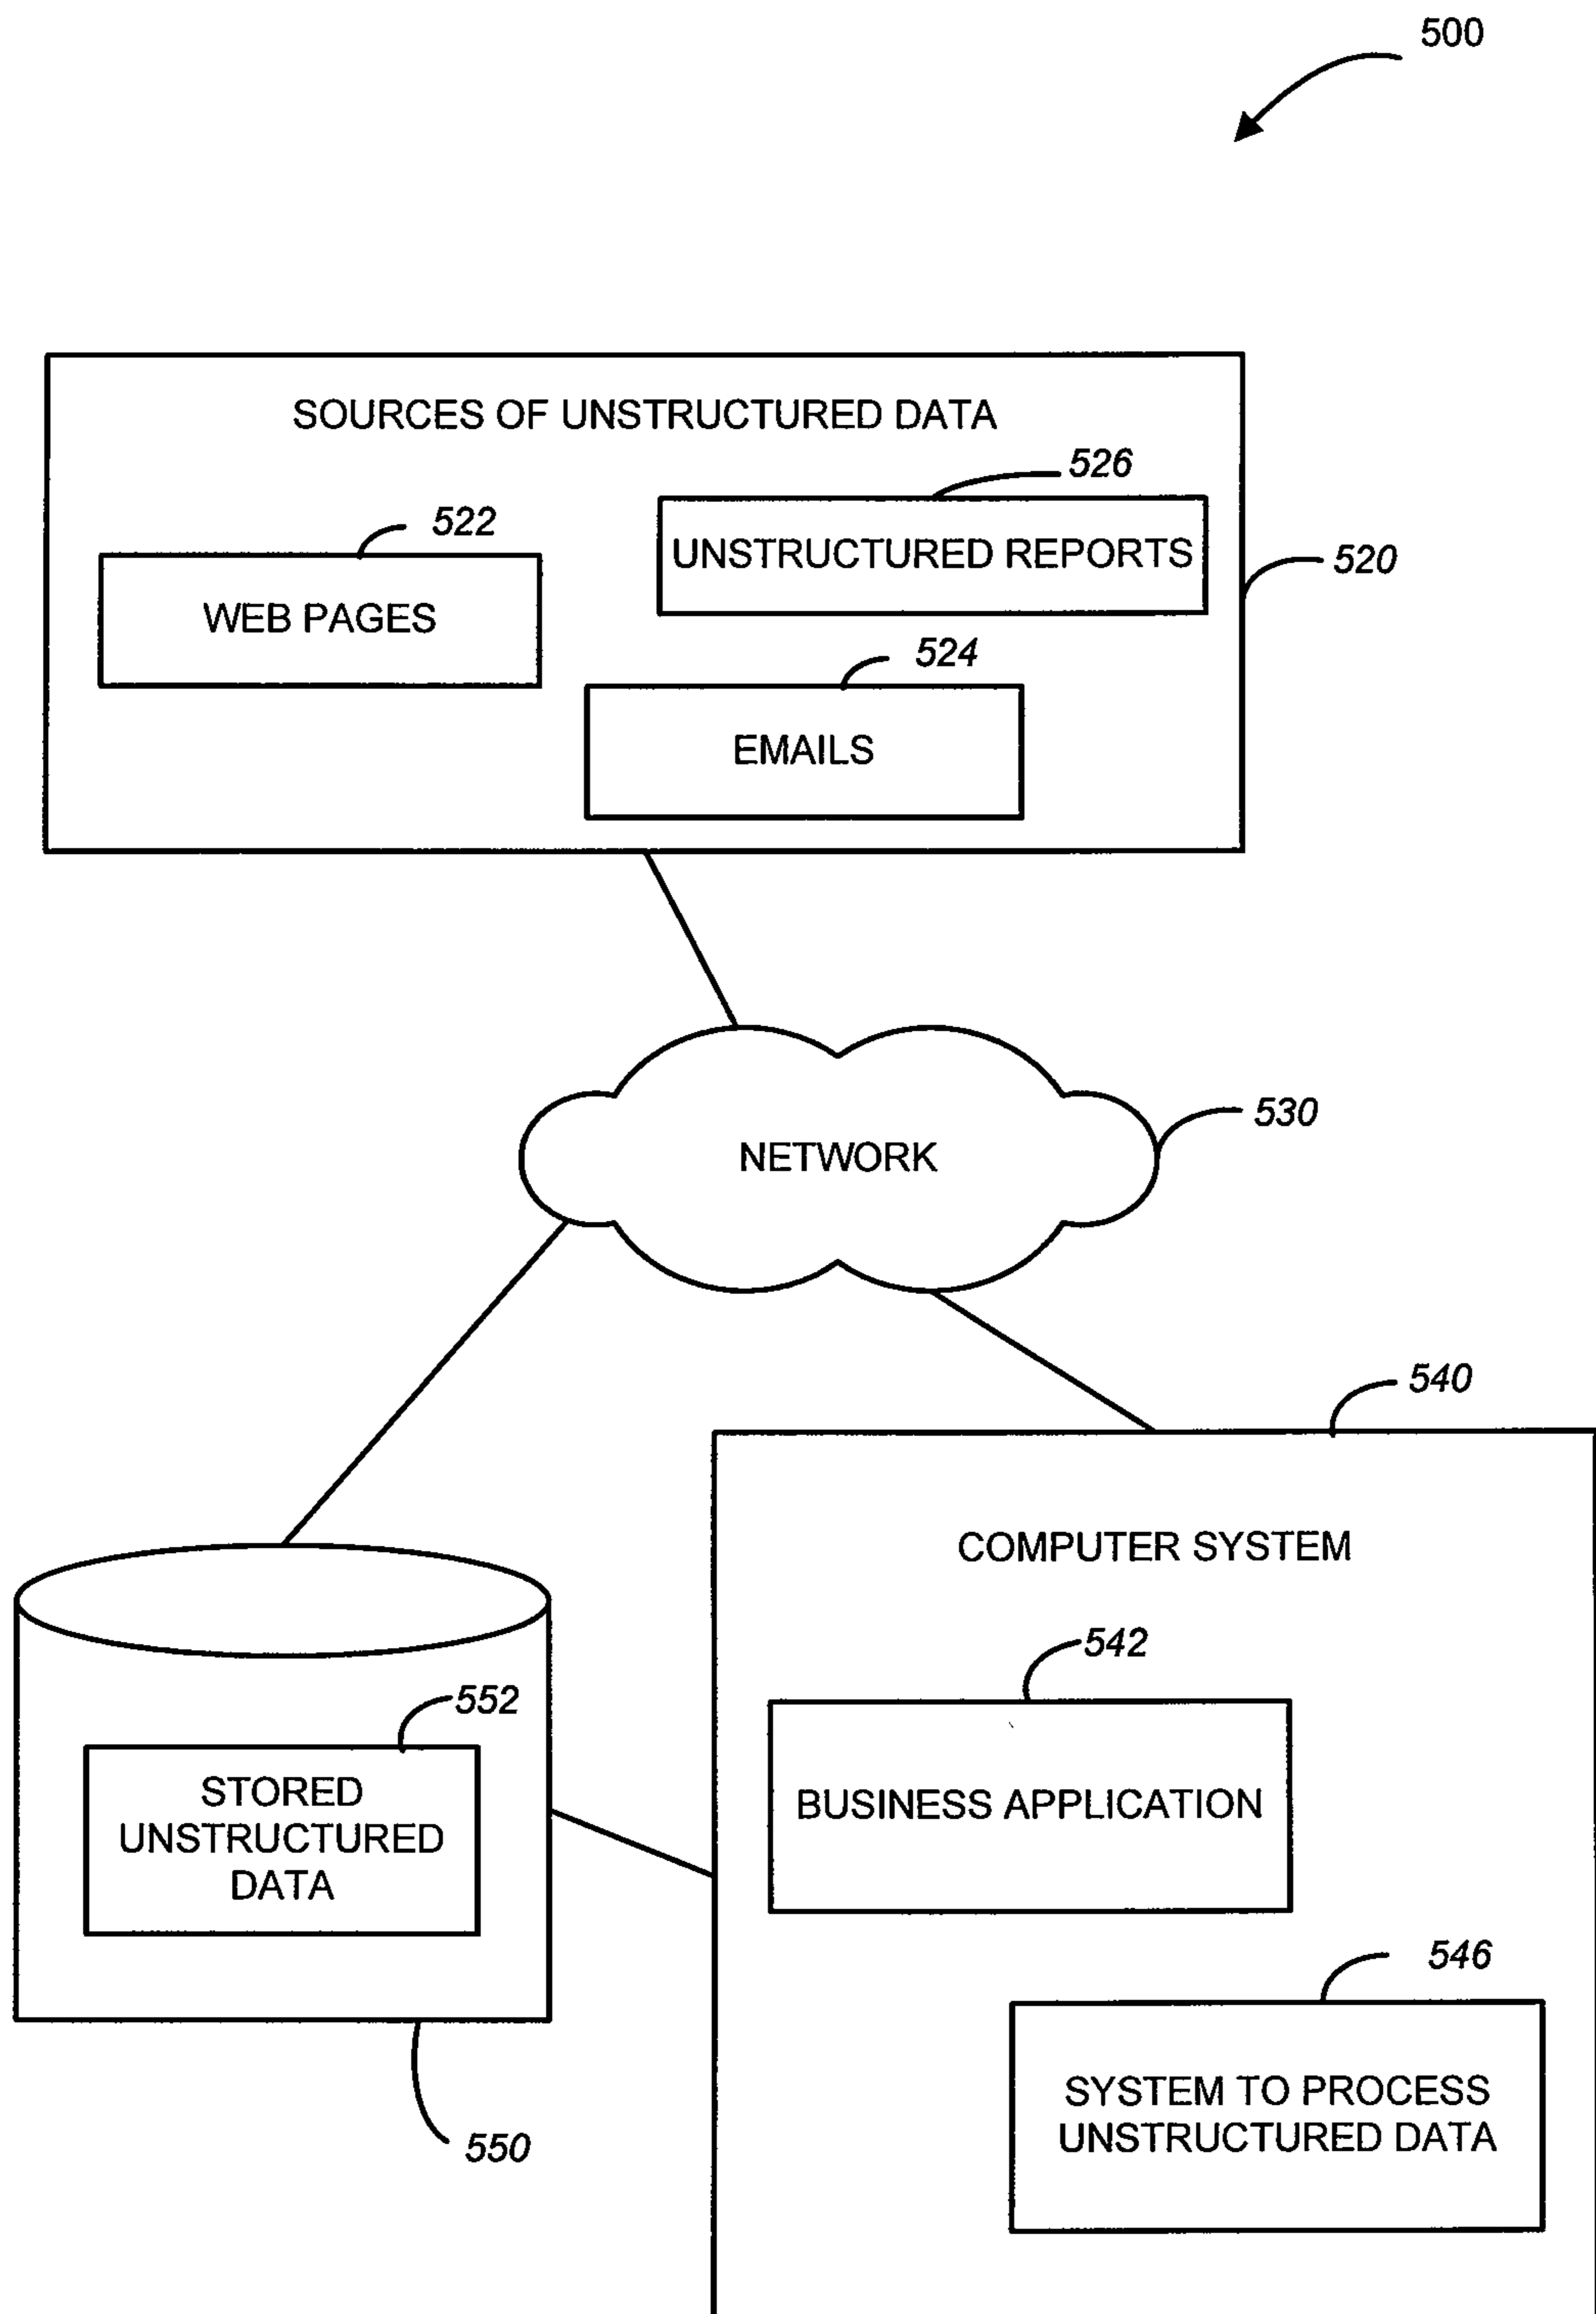 500
SOURCES OF UNSTRUCTURED DATA
526
522
UNSTRUCTURED REPORTS
520
WEB PAGES
524
EMAILS
530
NETWORK
540
COMPUTER SYSTEM
542
552
STORED
UNSTRUCTURED
DATA
BUSINESS APPLICATION
546
SYSTEM TO PROCESS
UNSTRUCTURED DATA
550